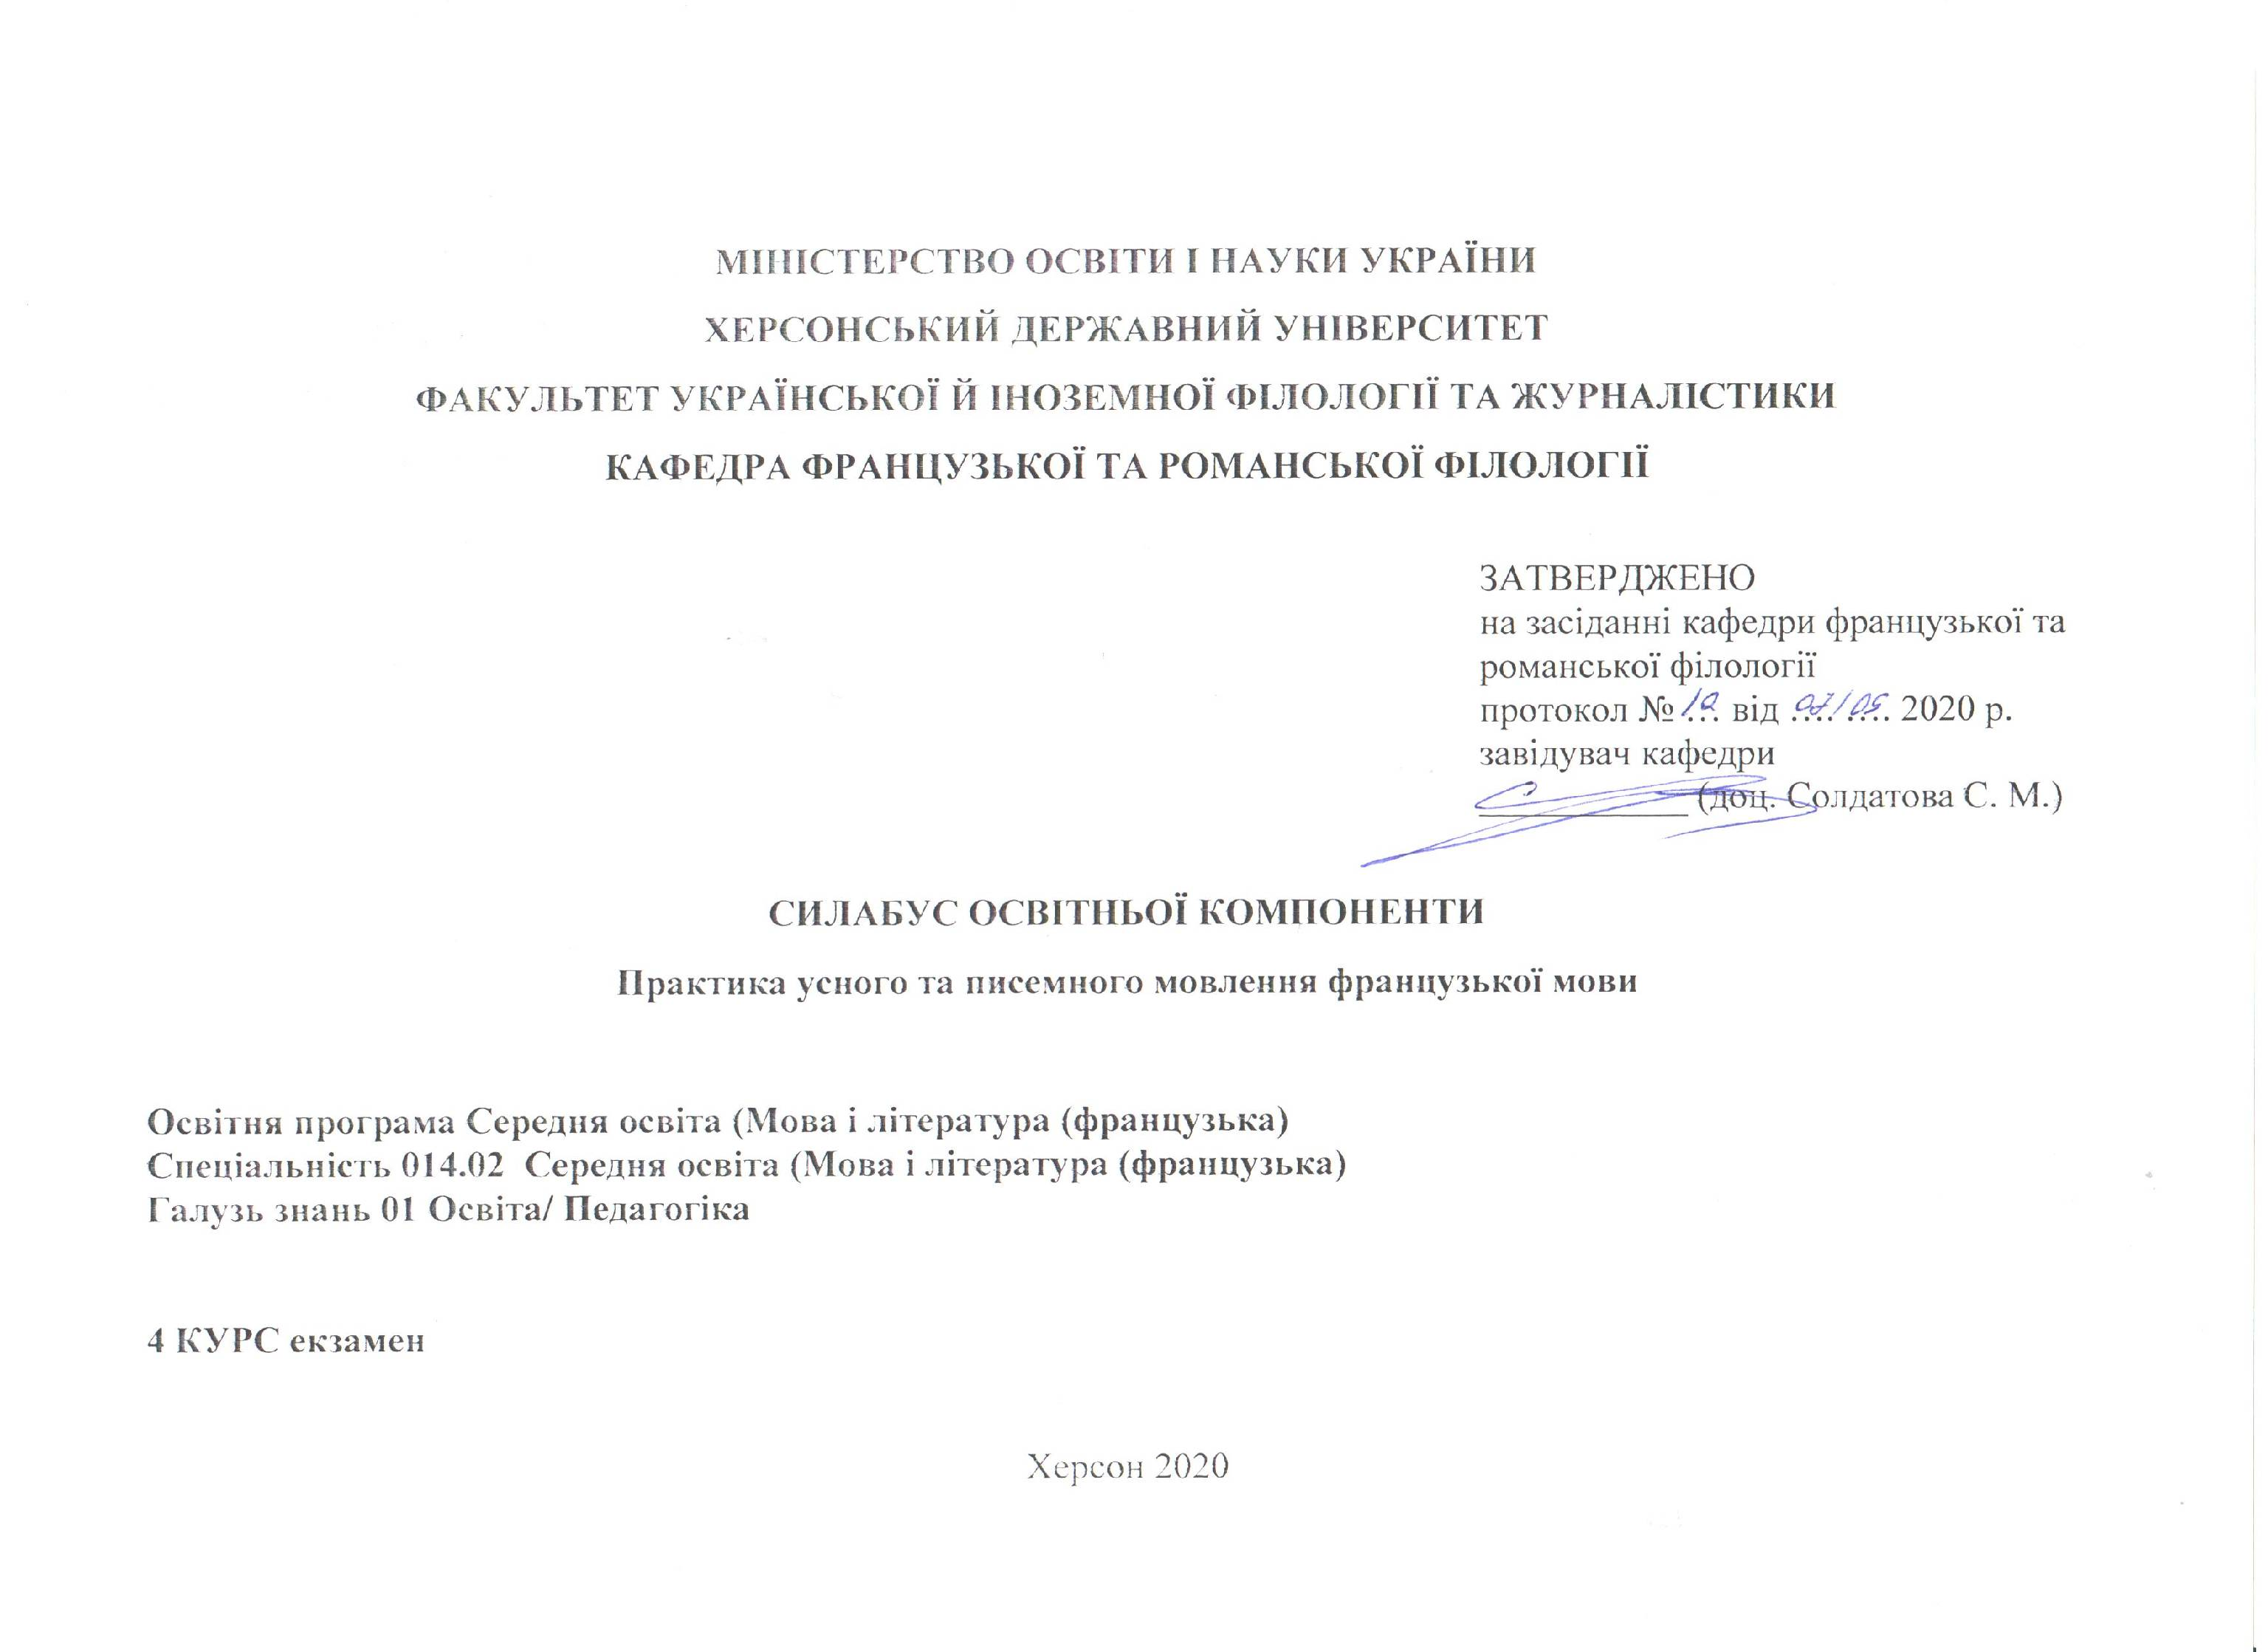 МІНІСТЕРСТВО ОСВІТИ І НАУКИ УКРАЇНИ
ХЕРСОНСЬКИЙ ДЕРЖАВНИЙ УНІВЕРСИТЕТ
ФАКУЛЬТЕТ УКРАЇНСЬКОЇ Й ІНОЗЕМНОЇ ФІЛОЛОГІЇ ТА ЖУРНАЛІСТИКИ
КАФЕДРА ФРАНЦУЗЬКОЇ ТА РОМАНСЬКОЇ ФІЛОЛОГІЇ
ЗАТВЕРДЖЕНО
на засіданні кафедри французької та
романської філології
протокол № від 07/05 2020 р.
завідувач кафедри
(доц. Солдатова С. М.)
СИЛАБУС ОСВІТНЬОЇ КОМПОНЕНТИ
Практика усного та писемного мовлення французької мови
Освітня програма Середня освіта (Мова і література (французька)
Спеціальність 014.02 Середня освіта (Мова і література (французька)
Галузь знань 01 Освіта/ Педагогіка
4 КУРС екзамен
Херсон 2020